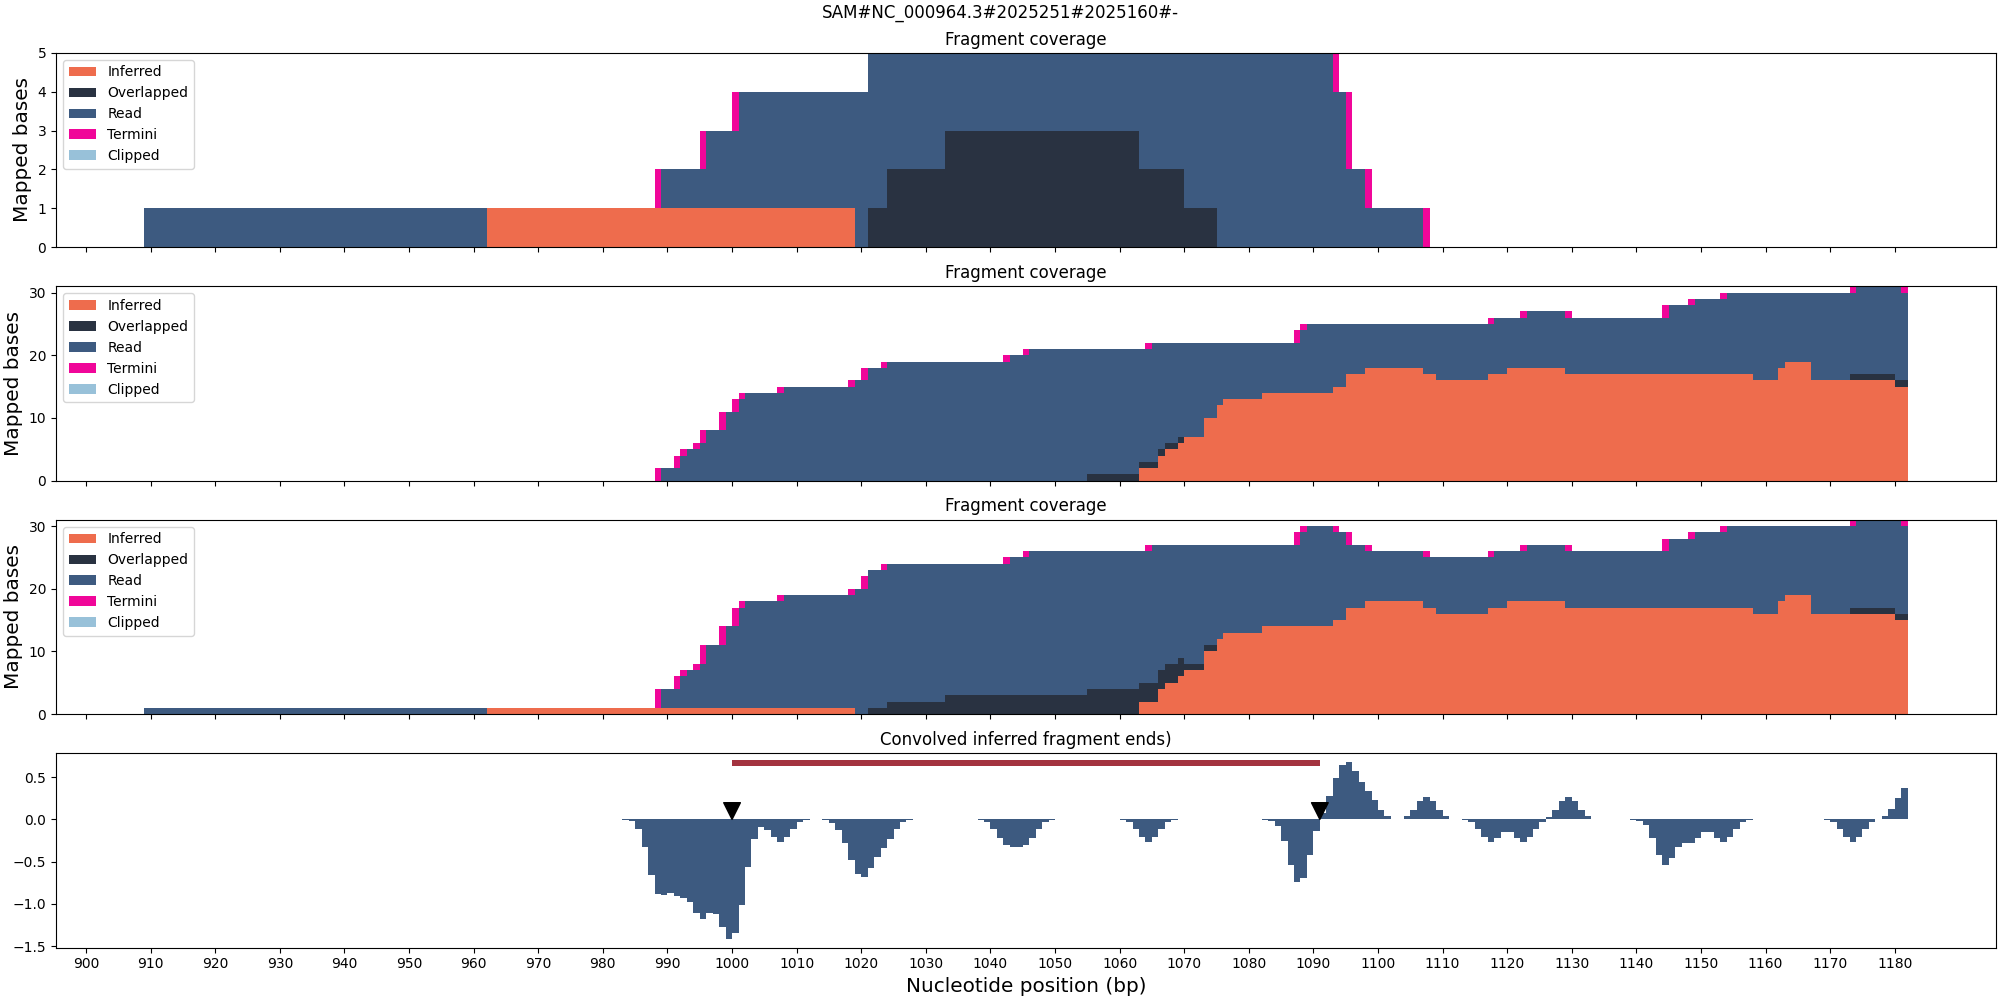 SAM#NC_000964.3#2025251#2025160#-
Fragment coverage
Mapped bases
5
4
3
2
1
0
Inferred
Overlapped
Read
Termini
Clipped
Fragment coverage
Mapped bases
30
20
10
0
Inferred
Overlapped
Read
Termini
Clipped
Fragment coverage
Mapped bases
30
20
10
0
Inferred
Overlapped
Read
Termini
Clipped
Convolved inferred fragment ends)
0.5
0.0
−0.5
−1.0
−1.5
900 910 920 930 940 950 960 970 980 990 1000 1010 1020 1030 1040 1050 1060 1070 1080 1090 1100 1110 1120 1130 1140 1150 1160 1170 1180
Nucleotide position (bp)